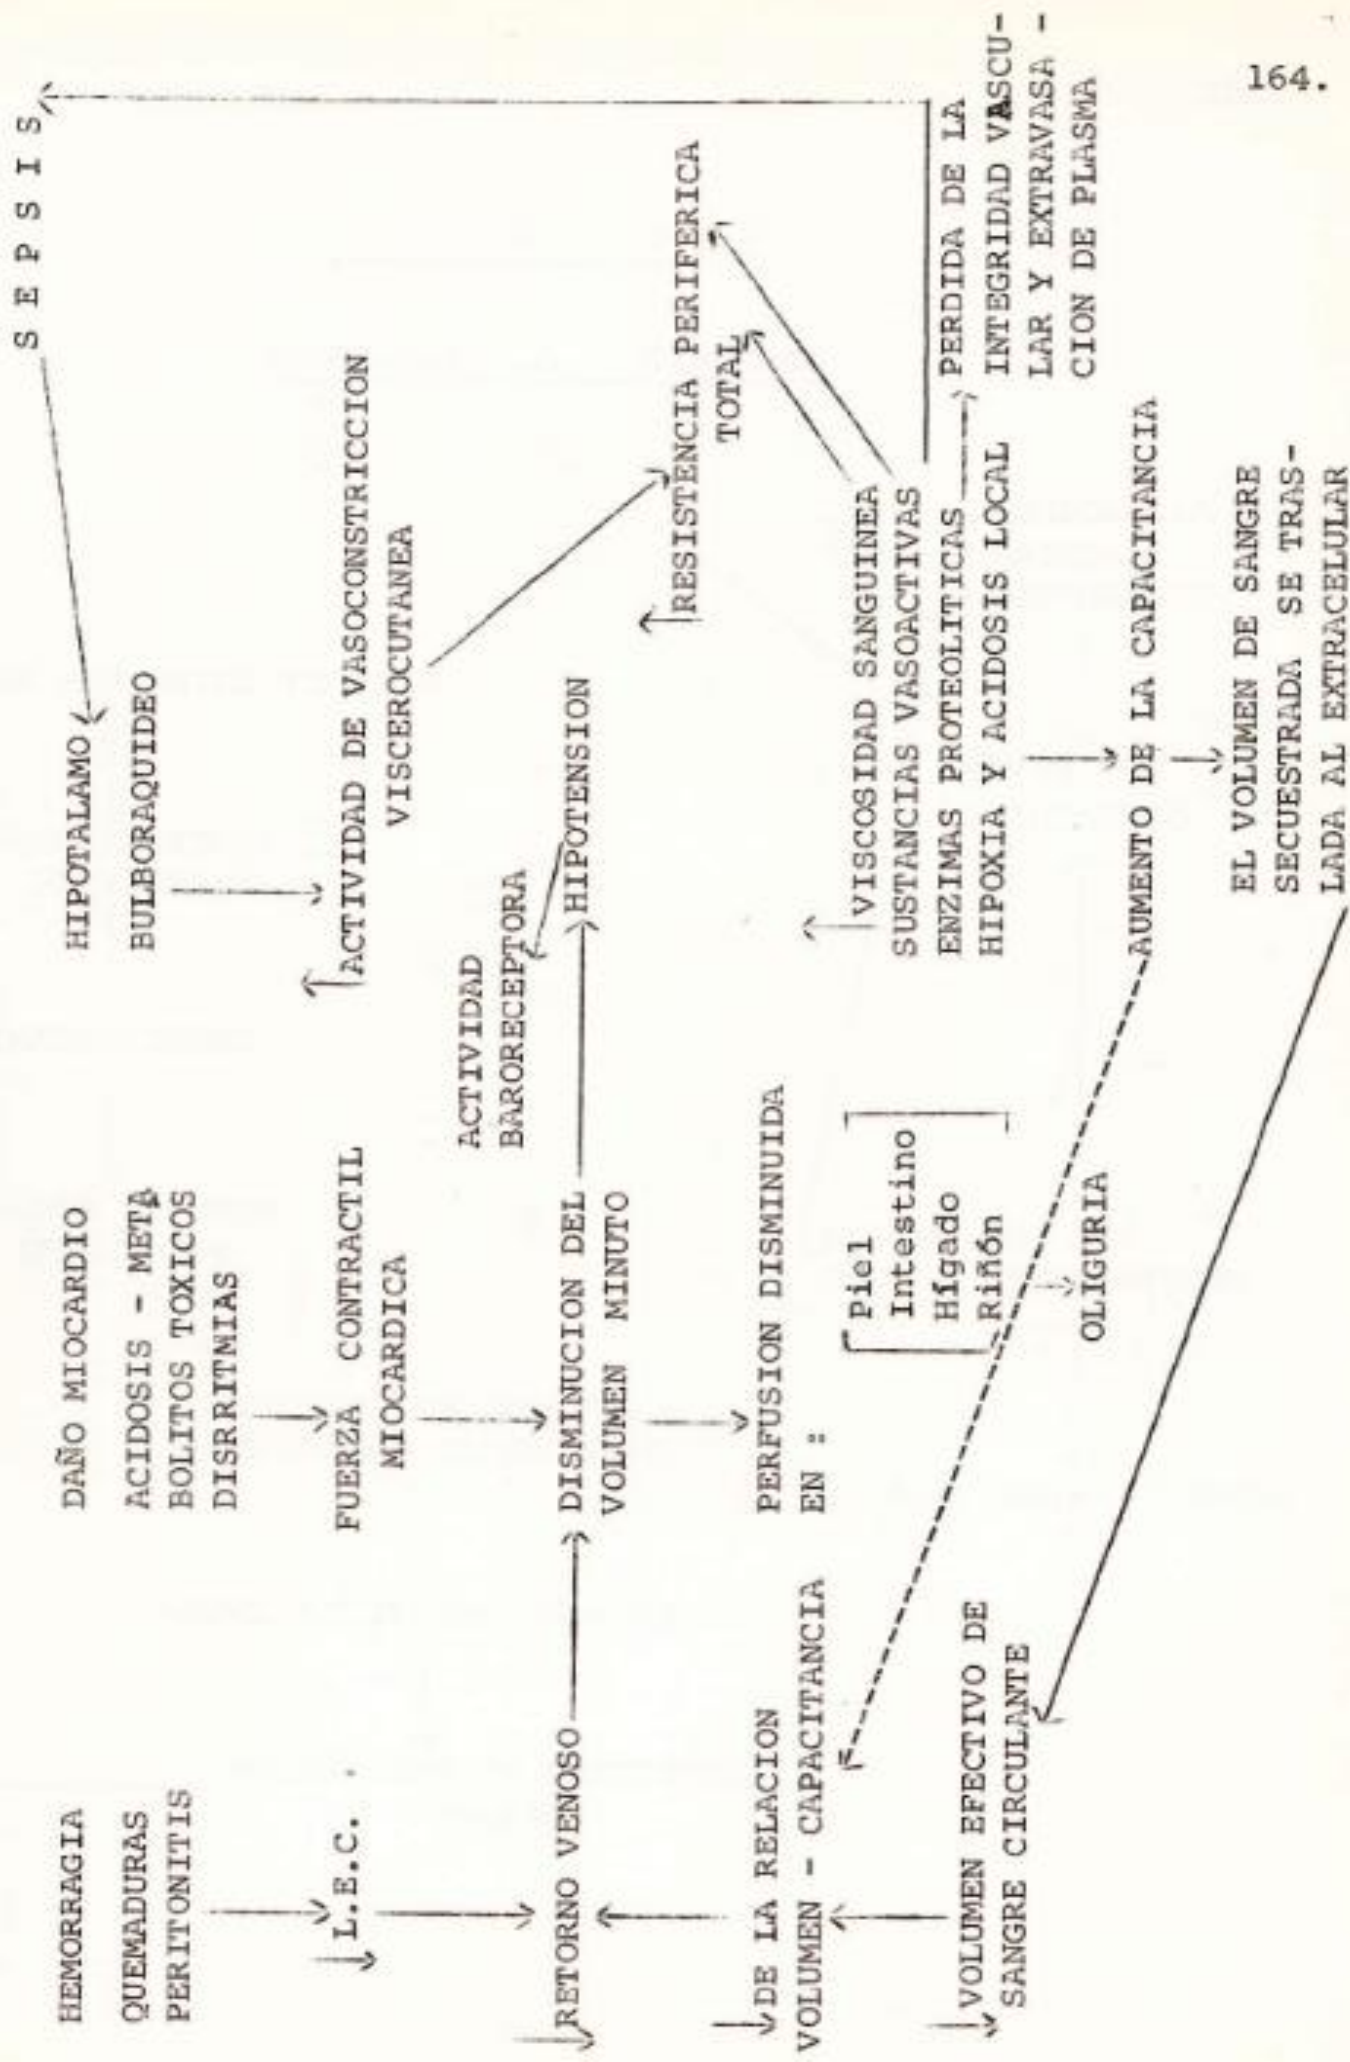 164.
HEMORRAGIA
QUEMADURAS
PERITONITIS
L.E.C.
RETORNO VENOSO
DE LA RELACION
VOLUMEN - CAPACITANCIA
VOLUMEN EFECTIVO DE
SANGRE CIRCULANTE
DAÑO MIOCARDIO
ACIDOSIS - META
BOLITOS TOXICOS
DISRRITMIAS
FUERZA CONTRACTIL
MIOCARDICA
DISMINUCION DEL
VOLUMEN MINUTO
PERFUSION DISMINUIDA
EN :
Piel
Intestino
Hígado
Riñón
OLIGURIA
ACTIVIDAD
BARORECEPTORA
HIPOTENSION
HIPOTALAMO
BULBORAQUIDEO
ACTIVIDAD DE VASOCONSTRICCION
VISCEROCUTANEA
S E P S I S
RESISTENCIA PERIFERICA
TOTAL
VISCOSIDAD SANGUINEA
SUSTANCIAS VASOACTIVAS
ENZIMAS PROTEOLITICAS
HIPOXIA Y ACIDOSIS LOCAL
PERDIDA DE LA
INTEGRIDAD VASCU-
LAR Y EXTRAVASA -
CION DE PLASMA
AUMENTO DE LA CAPACITANCIA
EL VOLUMEN DE SANGRE
SECUESTRADA SE TRAS-
LADA AL EXTRACELULAR